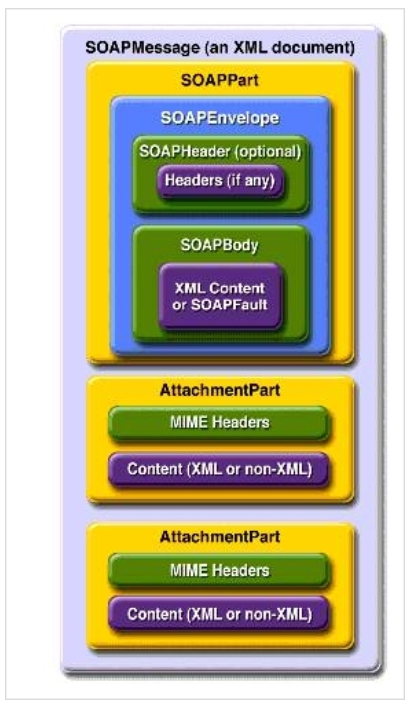 SOAPMessage (an XML document)
SOAPPart
SOAPEnvelope
SOAPHeader (optional)
Headers (if any)
SOAPBody
XML Content
or SOAPFault
AttachmentPart
MIME Headers
Content (XML or non-XML)
AttachmentPart
MIME Headers
Content (XML or non-XML)